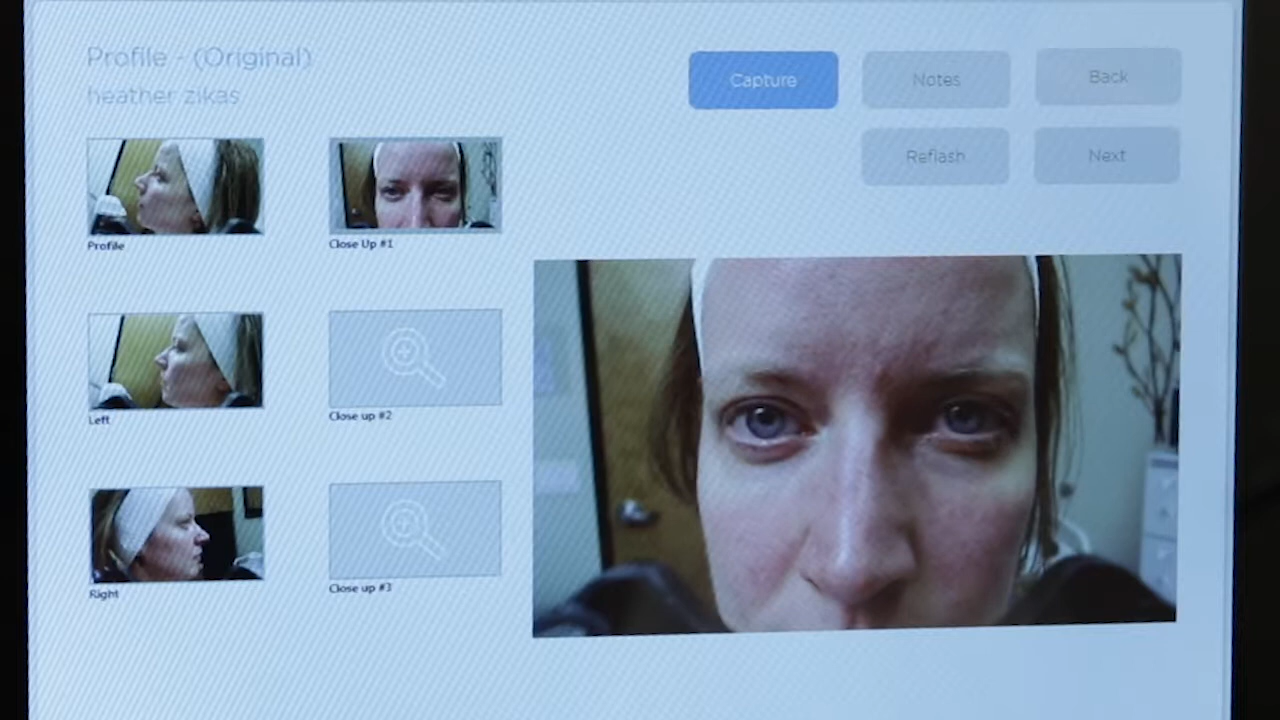 Profile - (Original)
heather zikas
Capture
Notes
Back
Reflash
Next
Profile
Close Up #1
Left
Close up #2
Right
Close up #3